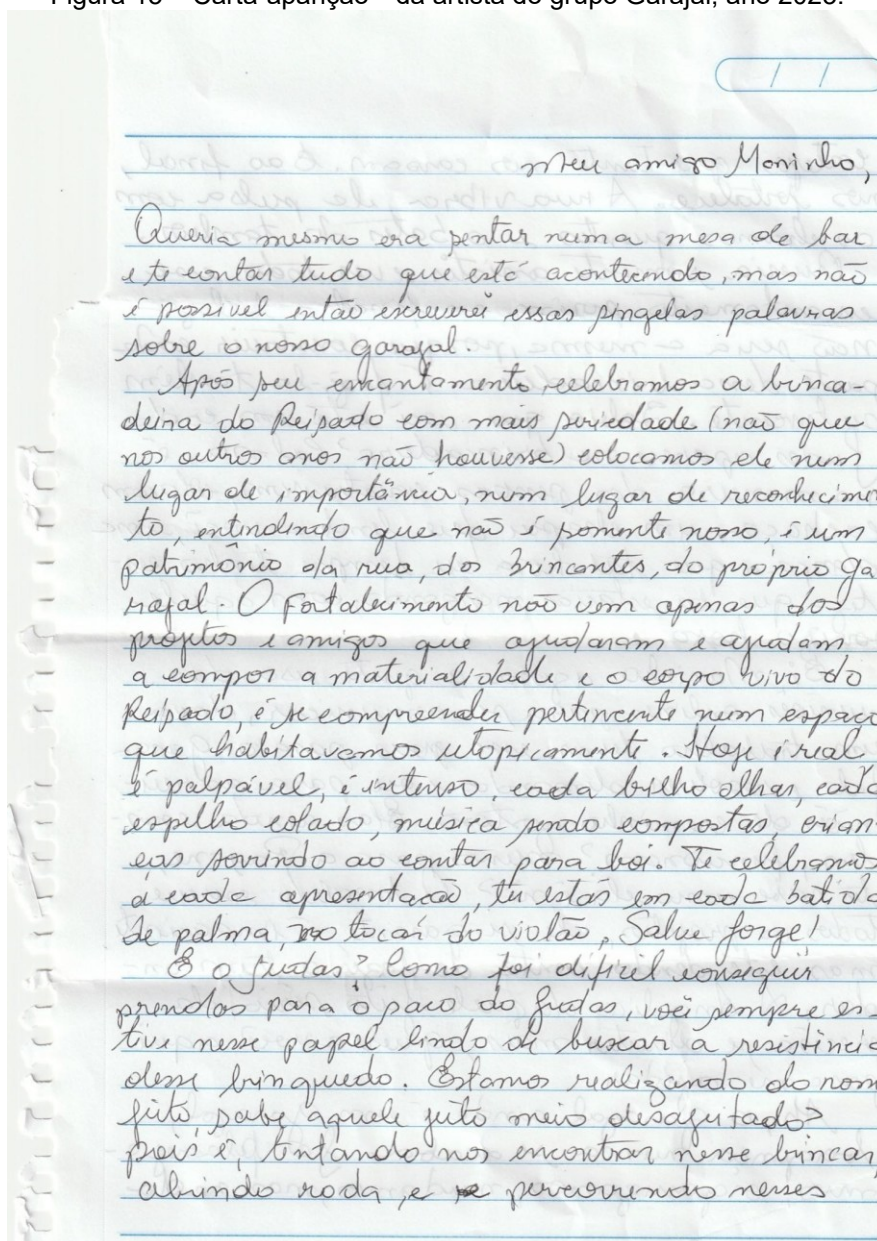 Figura 18 – Carta aparição – da artista do grupo Garajal, ano 2023.
/ /
Meu amigo Moninho,
Queria mesmo era sentar numa mesa de bar
e te contar tudo que está acontecendo, mas não
é possível então escreverei essas singelas palavras
sobre o nosso garajal.
Após seu encantamento, celebramos a brinca-
deira do Reisado com mais seriedade (não que
nos outros anos não houvesse) colocamos ele num
lugar de importância, num lugar de reconhecimen
to, entendendo que não é somente nosso, é um
patrimônio da rua, dos brincantes, do próprio Ga
rajal. O Fortalecimento não vem apenas dos
projetos e amigos que ajudaram e ajudam
a compor a materialidade e o corpo vivo do
Reisado, é se compreender pertencente num espaço
que habitavamos utopicamente. Hoje é real
é palpável, é intenso, cada brilho olhar, cada
espelho colado, música sendo compostas, crian
ças sorrindo ao cantar para boi. Te celebramos
a cada apresentação, tu estás em cada batida
de palma, no tocar do violão, Salve Jorge!
E o Judas? Como foi difícil conseguir
prendas para o saco do Judas, você sempre es-
teve nesse papel lindo de buscar a resistência
desse brinquedo. Estamos realizando do nosso
jeito, sabe aquele jeito meio desajeitado?
pois é, tentando nos encontrar nesse brincar,
abrindo roda, e percorrendo nesses